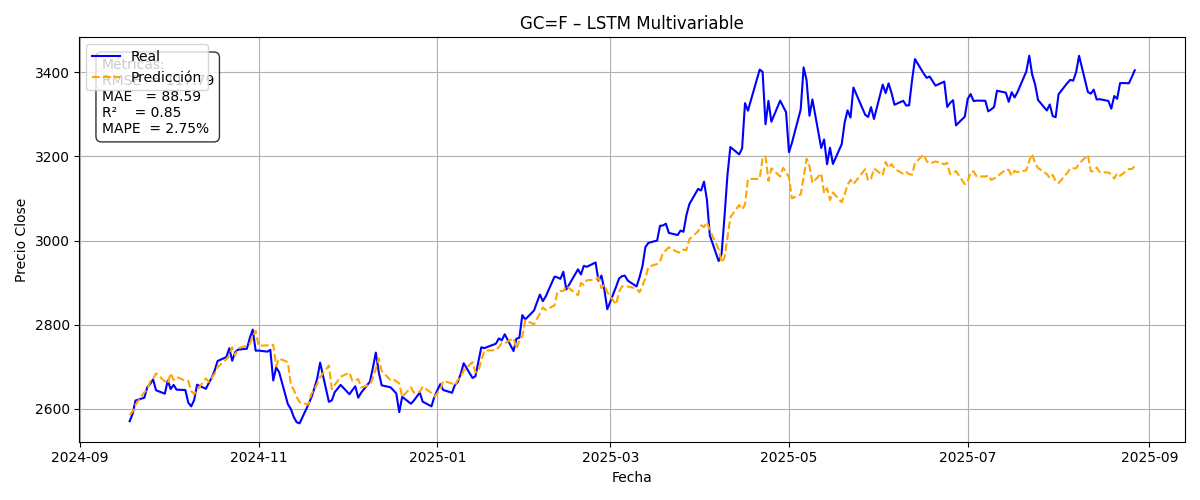 GC=F – LSTM Multivariable
Real
Predicción
Métricas:
RMSE
MAE = 88.59
R² = 0.85
MAPE = 2.75%
Precio Close
3400
3200
3000
2800
2600
2024-09
2024-11
2025-01
2025-03
2025-05
2025-07
2025-09
Fecha